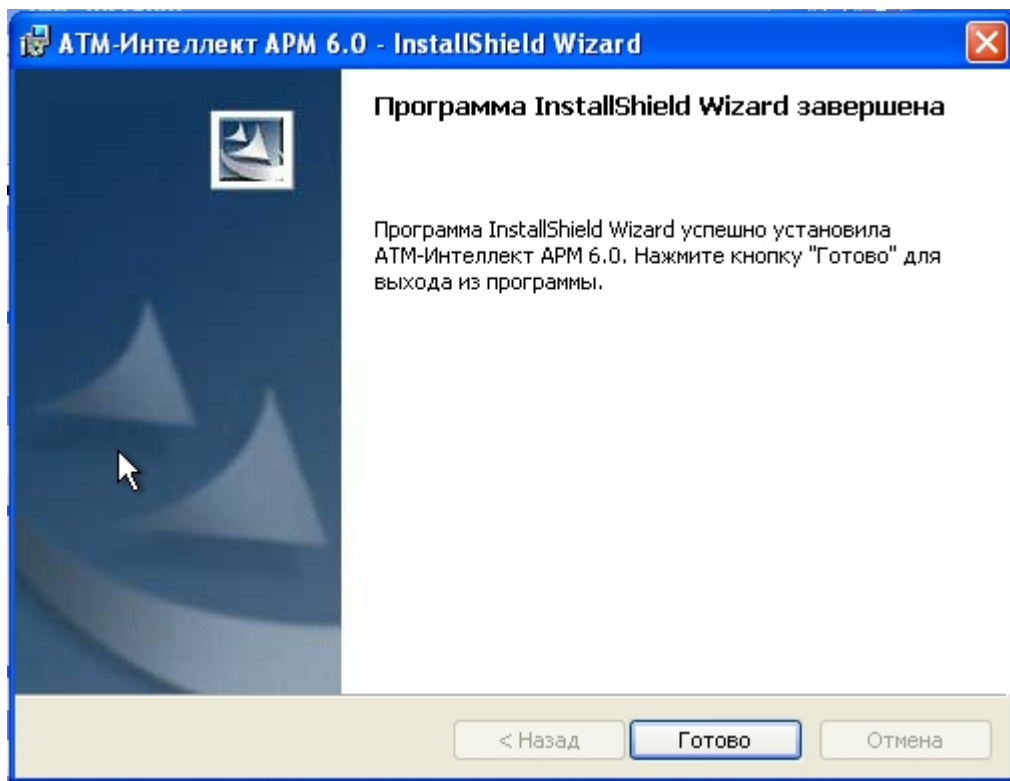 АТМ-Интеллект АРМ 6.0 - InstallShield Wizard
Программа InstallShield Wizard завершена
Программа InstallShield Wizard успешно установила
АТМ-Интеллект АРМ 6.0. Нажмите кнопку "Готово" для
выхода из программы.
< Назад Готово Отмена